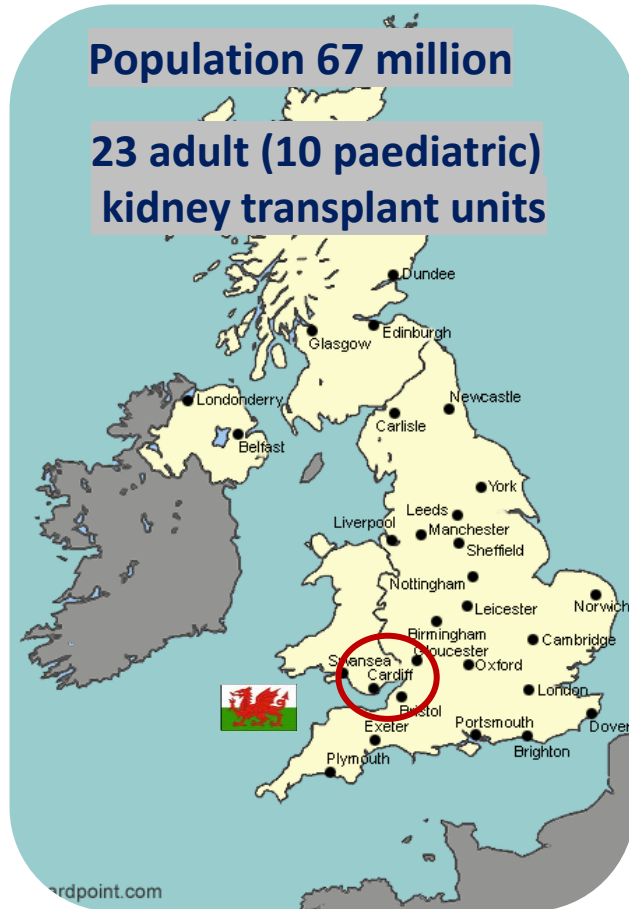 Population 67 million
23 adult (10 paediatric)
kidney transplant units
Dundee
Edinburgh
Glasgow
Londonderry
Newcastle
Carlisle
Belfast
York
Leeds
Liverpool
Manchester
Sheffield
Nottingham
Leicester
Norwich
Birmingham
Cambridge
Gloucester
Swansea
Oxford
Cardiff
London
Bristol
Portsmouth
Dover
Exeter
Brighton
Plymouth
ardpoint.com